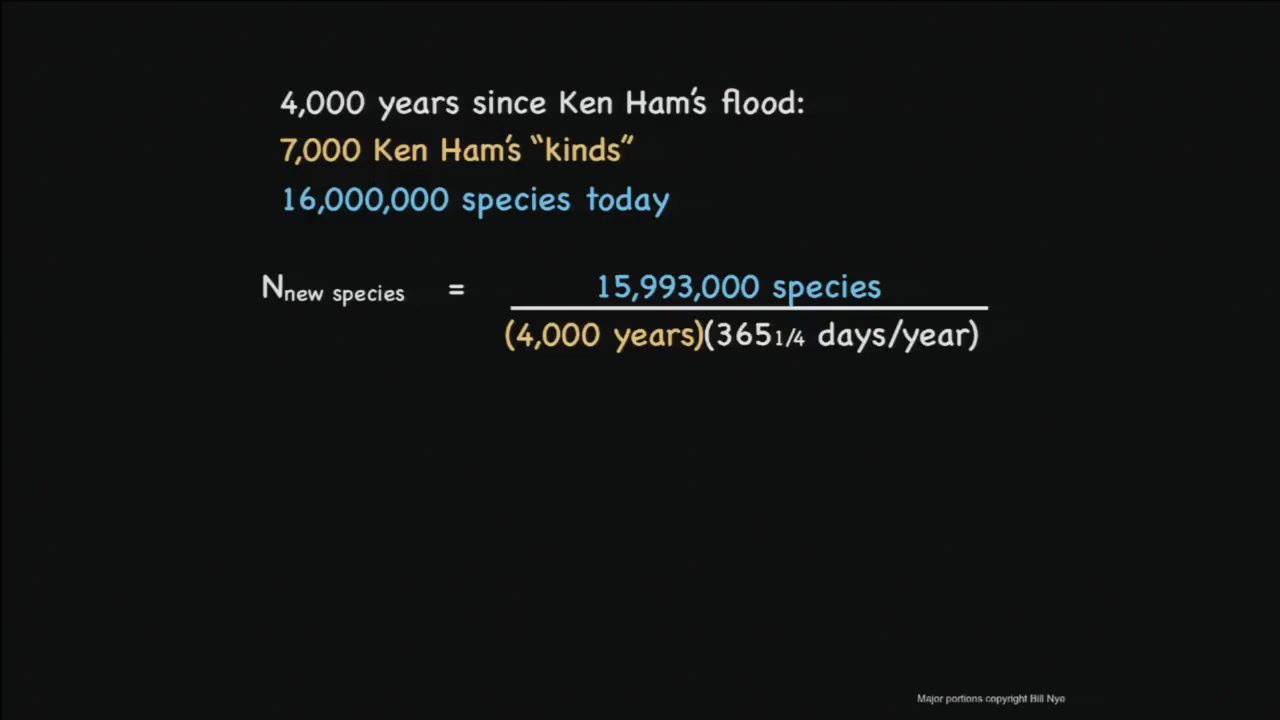 4,000 years since Ken Ham's flood:
7,000 Ken Ham's “kinds”
16,000,000 species today
Nnew species = 15,993,000 species
(4,000 years)(365 1/4 days/year)
Major portions copyright Bill Nye